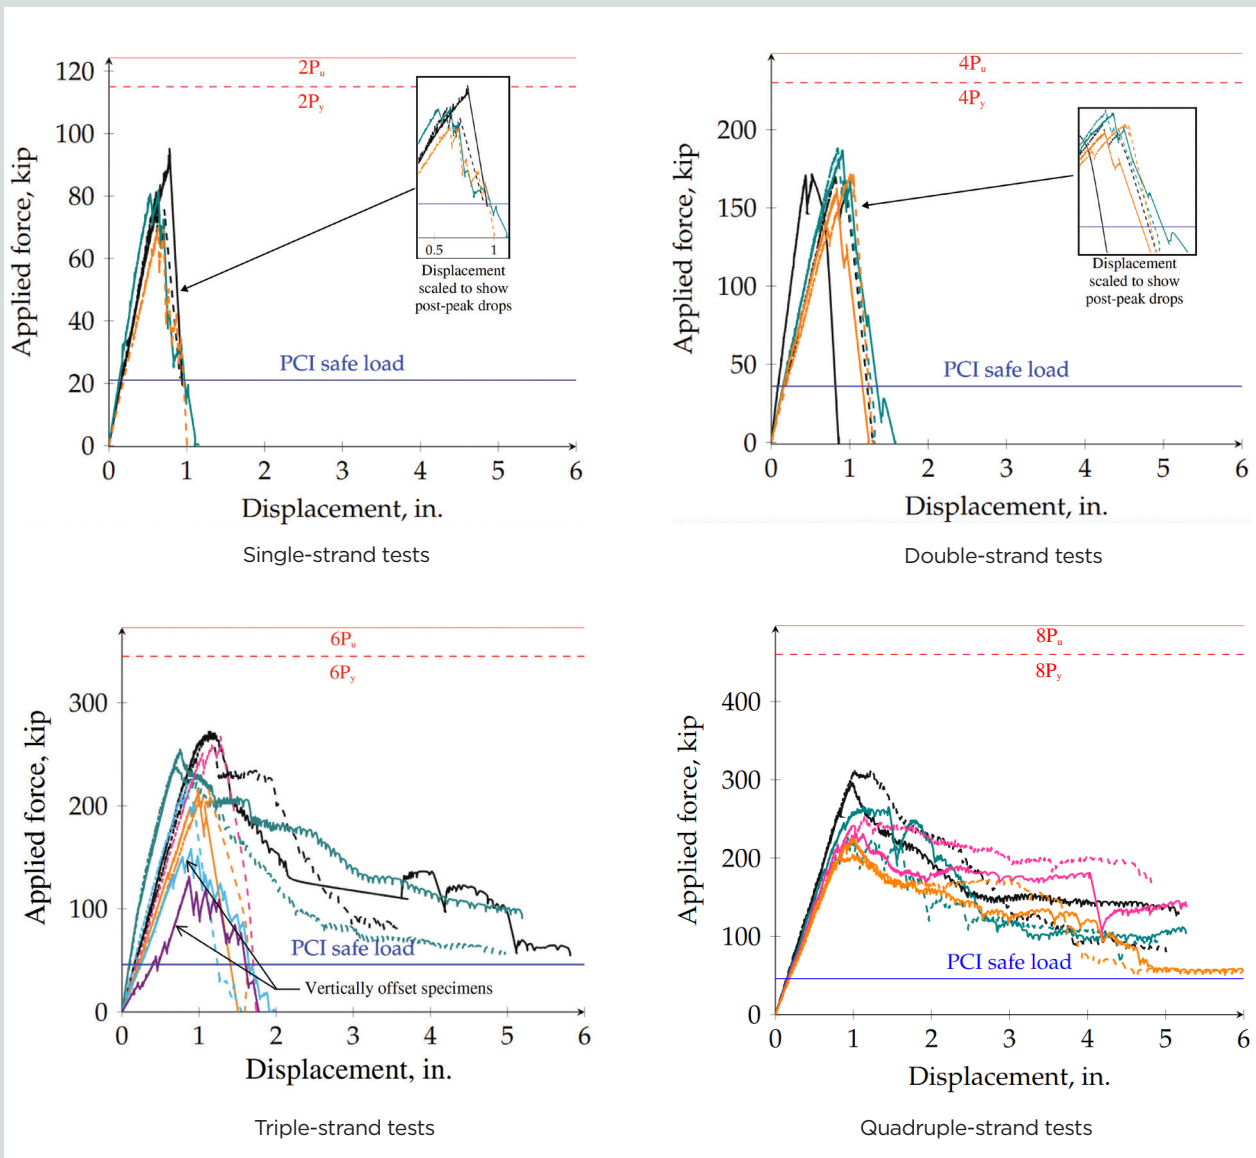 120
100
80
60
40
20
0
Applied force, kip
2Pu
2Py
PCI safe load
0.5 1
Displacement
scaled to show
post-peak drops
0 1 2 3 4 5 6
Displacement, in.
Single-strand tests
200
150
100
50
0
Applied force, kip
4Pu
4Py
PCI safe load
Displacement
scaled to show
post-peak drops
0 1 2 3 4 5 6
Displacement, in.
Double-strand tests
300
200
100
0
Applied force, kip
6Pu
6Py
PCI safe load
Vertically offset specimens
0 1 2 3 4 5 6
Displacement, in.
Triple-strand tests
400
300
200
100
0
Applied force, kip
8Pu
8Py
PCI safe load
0 1 2 3 4 5 6
Displacement, in.
Quadruple-strand tests